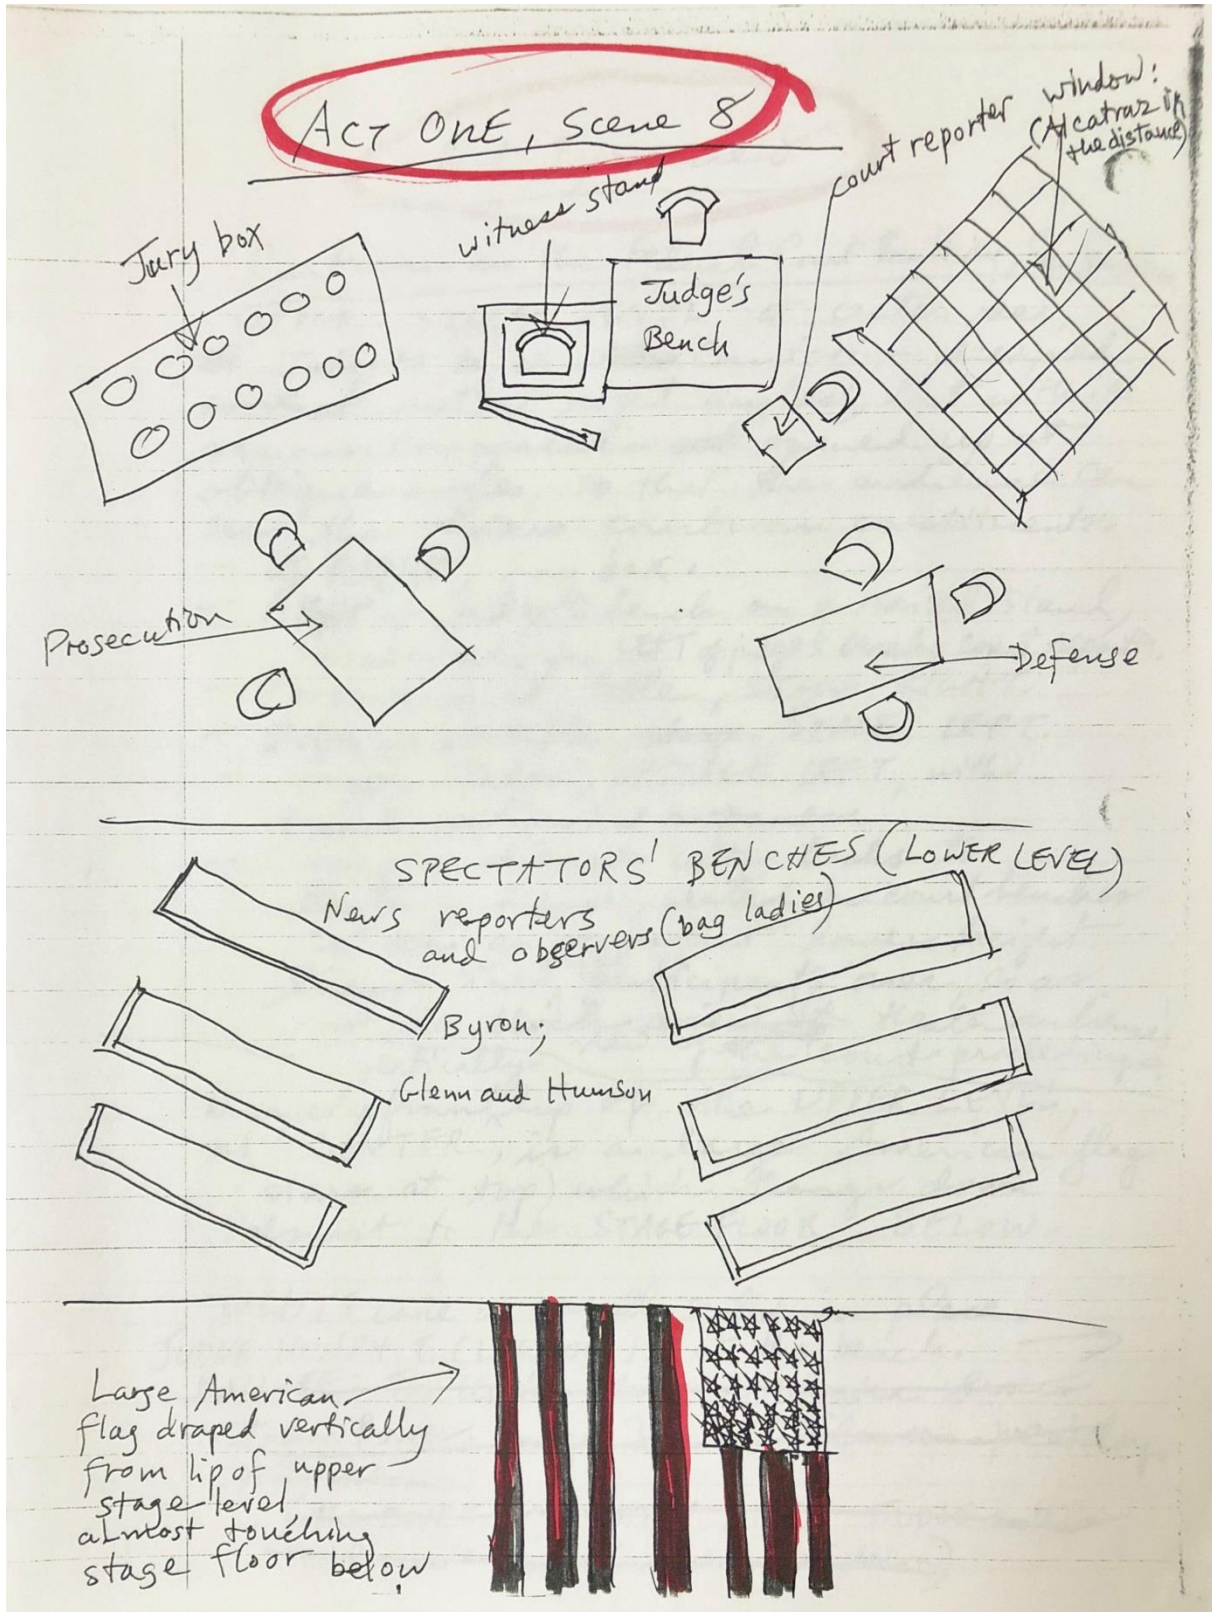 ACT ONE, Scene 8
Jury box
witness stand
court reporter
window:
(Alcatraz in
the distance)
Judge's
Bench
Prosecution
Defense
SPECTATORS' BENCHES (LOWER LEVEL)
News reporters
and observers (bag ladies)
Byron;
Glenn and Humson
Large American
flag draped vertically
from lip of upper
stage level
almost touching
stage floor below